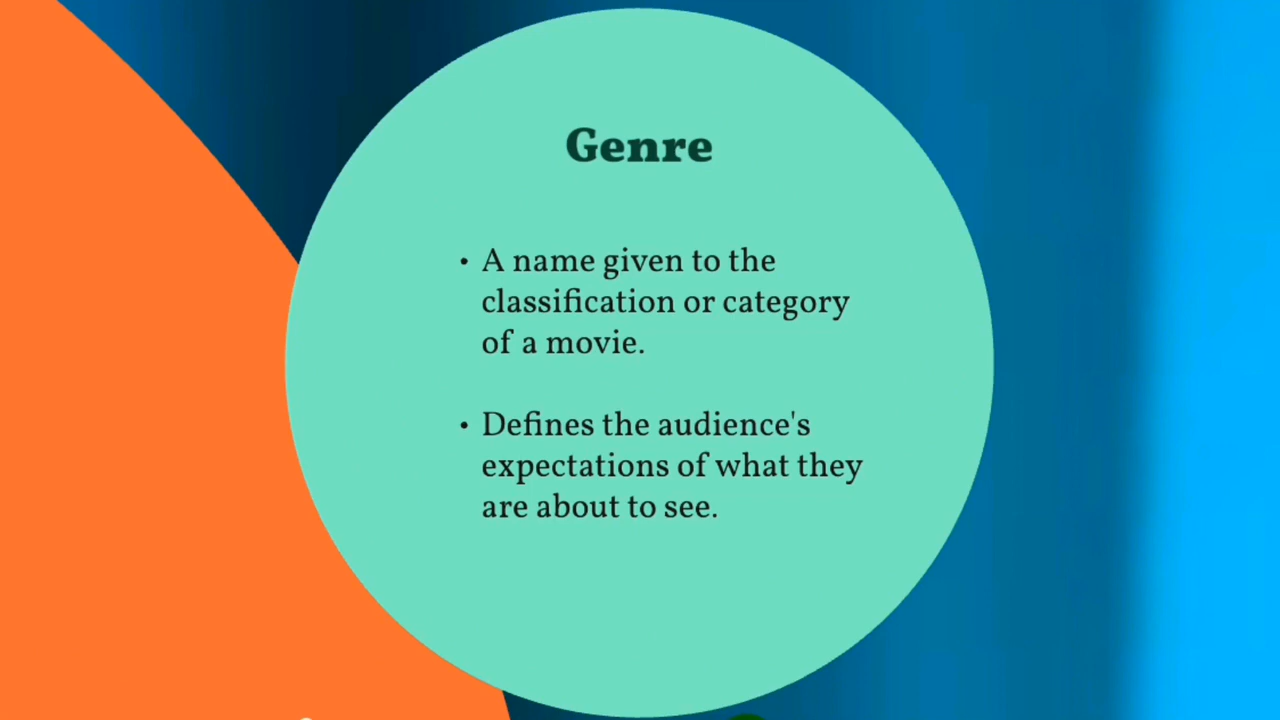 Genre
• A name given to the
classification or category
of a movie.
• Defines the audience's
expectations of what they
are about to see.